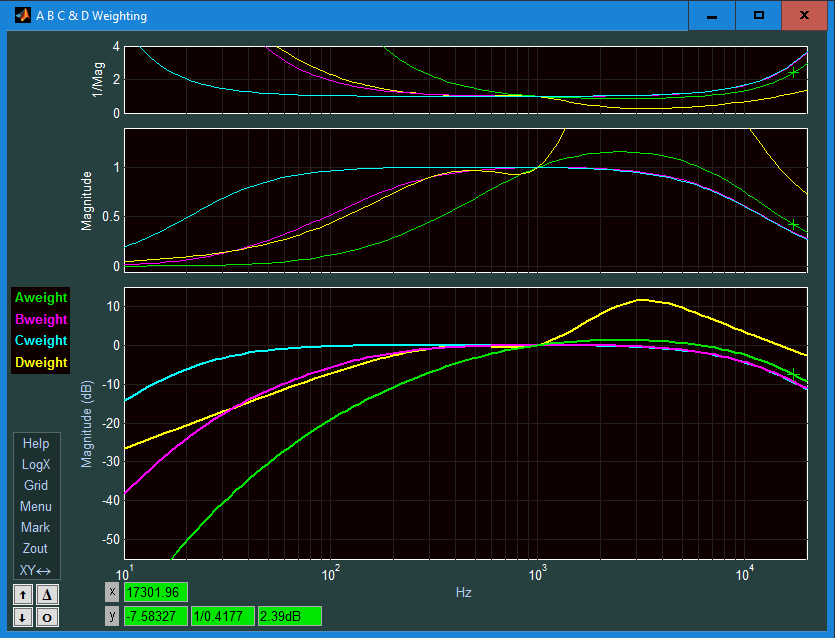 A B C & D Weighting
4
2
0
1/Mag
1
0.5
0
Magnitude
Aweight
Bweight
Cweight
Dweight
10
0
-10
-20
-30
-40
-50
Magnitude (dB)
10^1 10^2 10^3 10^4
Hz
Help
LogX
Grid
Menu
Mark
Zout
XY↔
↑ Δ
↓ o
x 17301.96
y -7.58327 1/0.4177 2.39dB